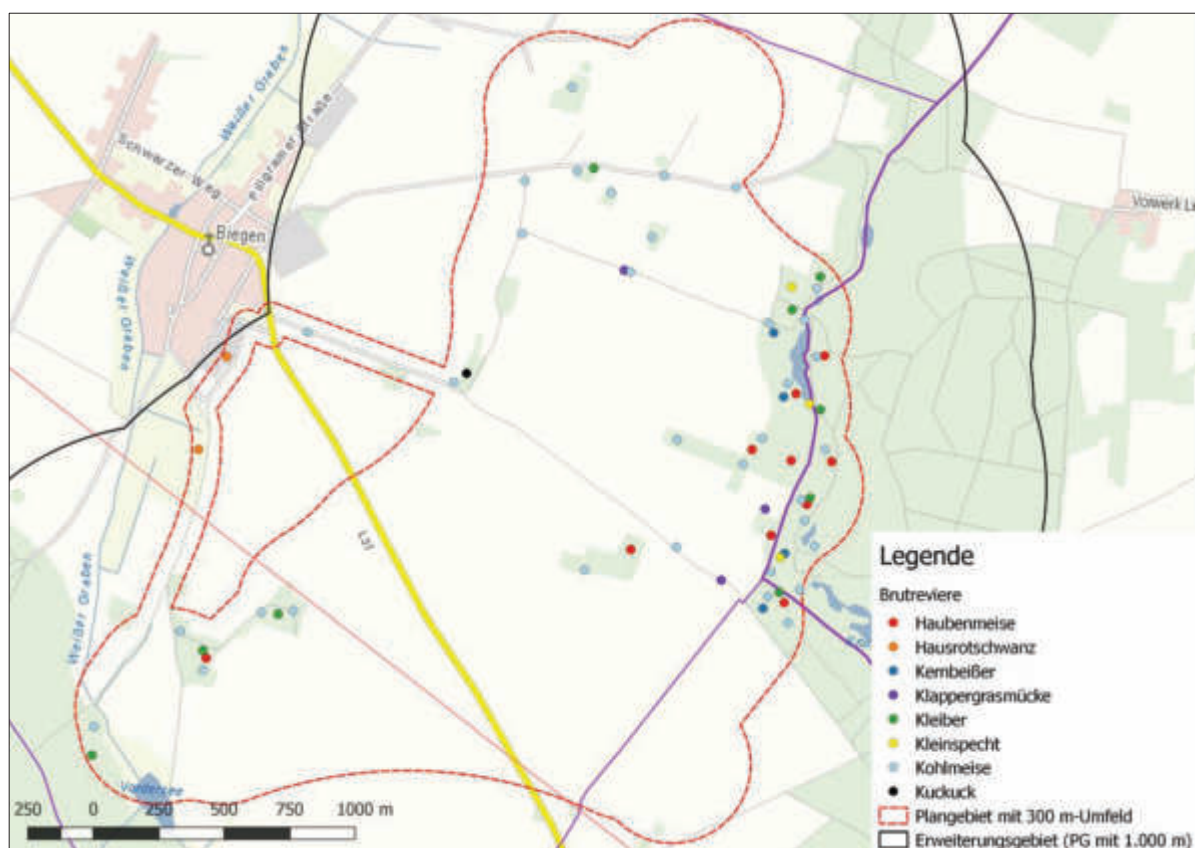 Weißer Graben
Pillgramer Straße
Schwarzer-Weg
Biegen
Weißer Graben
Weißer Graben
Vorwerk
L37
Vordersee
250 0 250 500 750 1000 m
Legende
Brutreviere
Haubenmeise
Hausrotschwanz
Kernbeißer
Klappergrasmücke
Kleiber
Kleinspecht
Kohlmeise
Kuckuck
Plangebiet mit 300 m-Umfeld
Erweiterungsgebiet (PG mit 1.000 m)